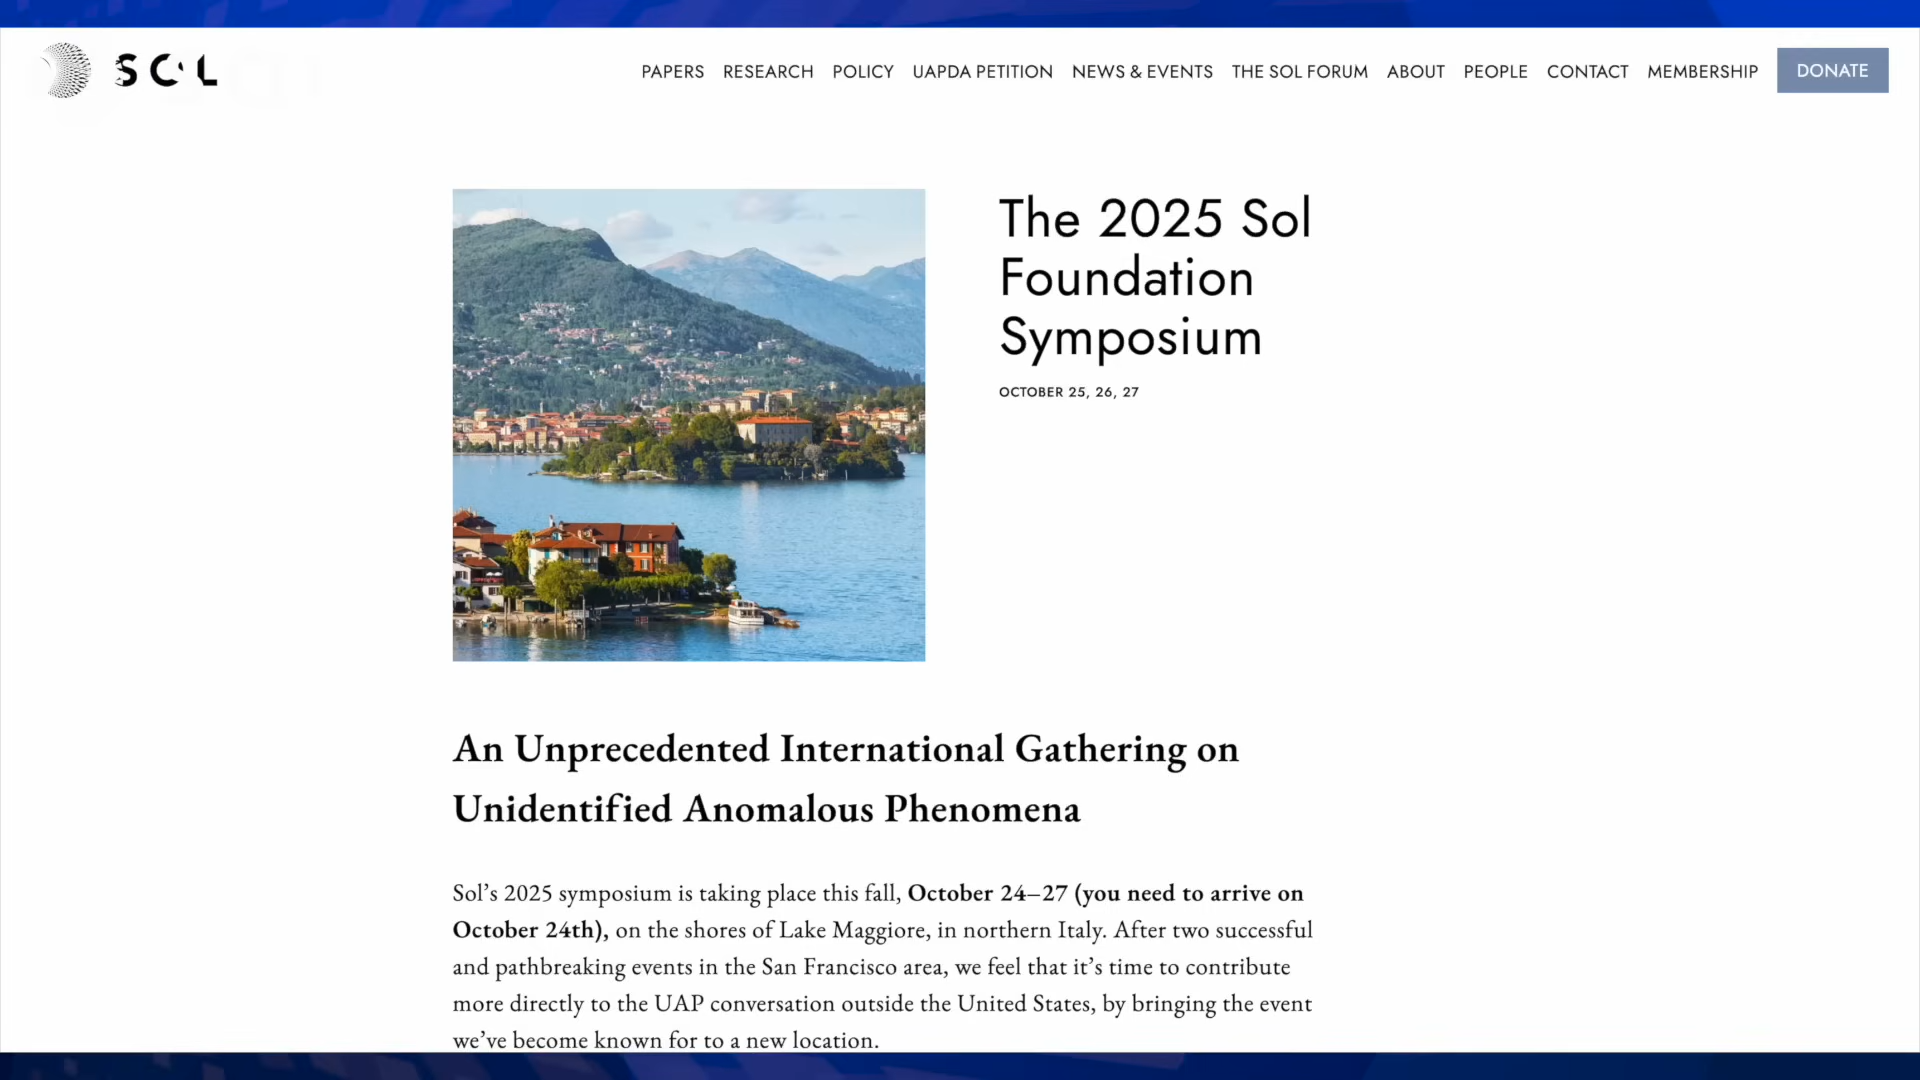 SOL
PAPERS RESEARCH POLICY UAPDA PETITION NEWS & EVENTS THE SOL FORUM ABOUT PEOPLE CONTACT MEMBERSHIP DONATE
The 2025 Sol
Foundation
Symposium
OCTOBER 25, 26, 27
An Unprecedented International Gathering on
Unidentified Anomalous Phenomena
Sol’s 2025 symposium is taking place this fall, October 24–27 (you need to arrive on
October 24th), on the shores of Lake Maggiore, in northern Italy. After two successful
and pathbreaking events in the San Francisco area, we feel that it’s time to contribute
more directly to the UAP conversation outside the United States, by bringing the event
we’ve become known for to a new location.